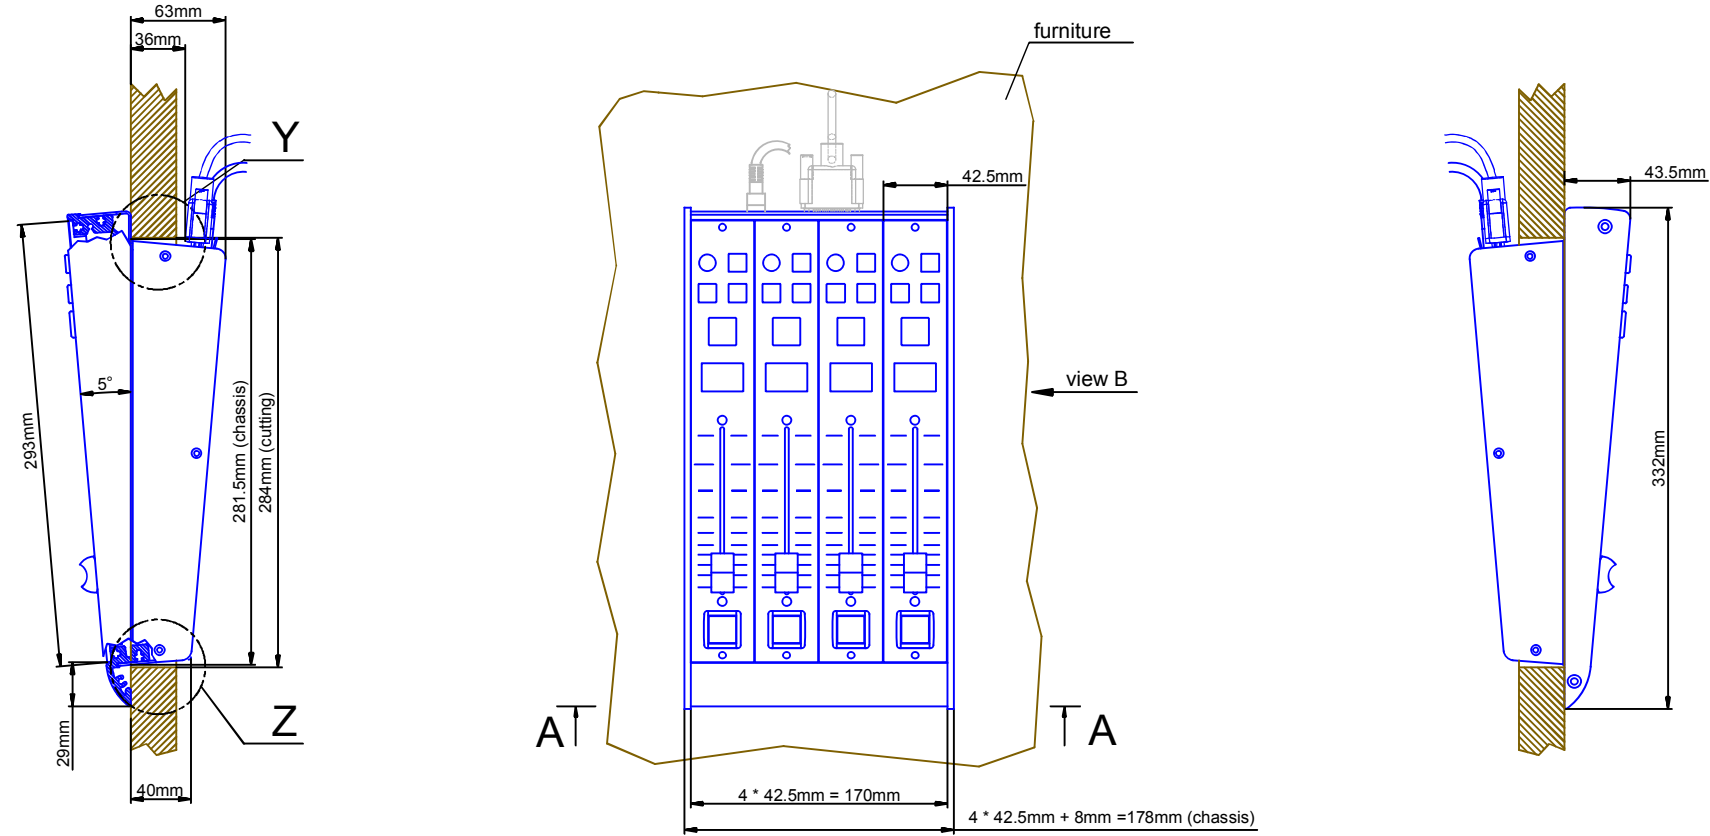 63mm
36mm
Y
5°
293mm
281.5mm (chassis)
284mm (cutting)
29mm
Z
40mm
furniture
42.5mm
view B
A
A
4 * 42.5mm = 170mm
4 * 42.5mm + 8mm =178mm (chassis)
43.5mm
332mm